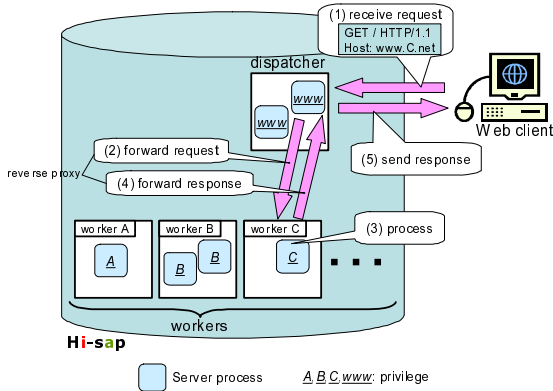 (1) receive request
GET / HTTP/1.1
Host: www.C.net
dispatcher
www
www
Web client
(2) forward request
(5) send response
reverse proxy
(4) forward response
(3) process
worker A
worker B
worker C
A
B
B
C
workers
Hi-sap
Server process
A,B,C,www: privilege